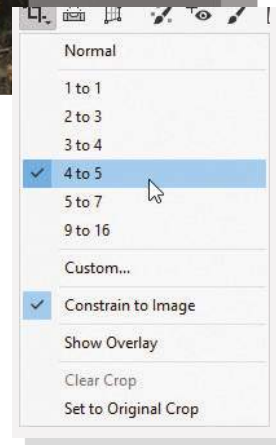 Normal
1 to 1
2 to 3
3 to 4
4 to 5
5 to 7
9 to 16
Custom...
Constrain to Image
Show Overlay
Clear Crop
Set to Original Crop